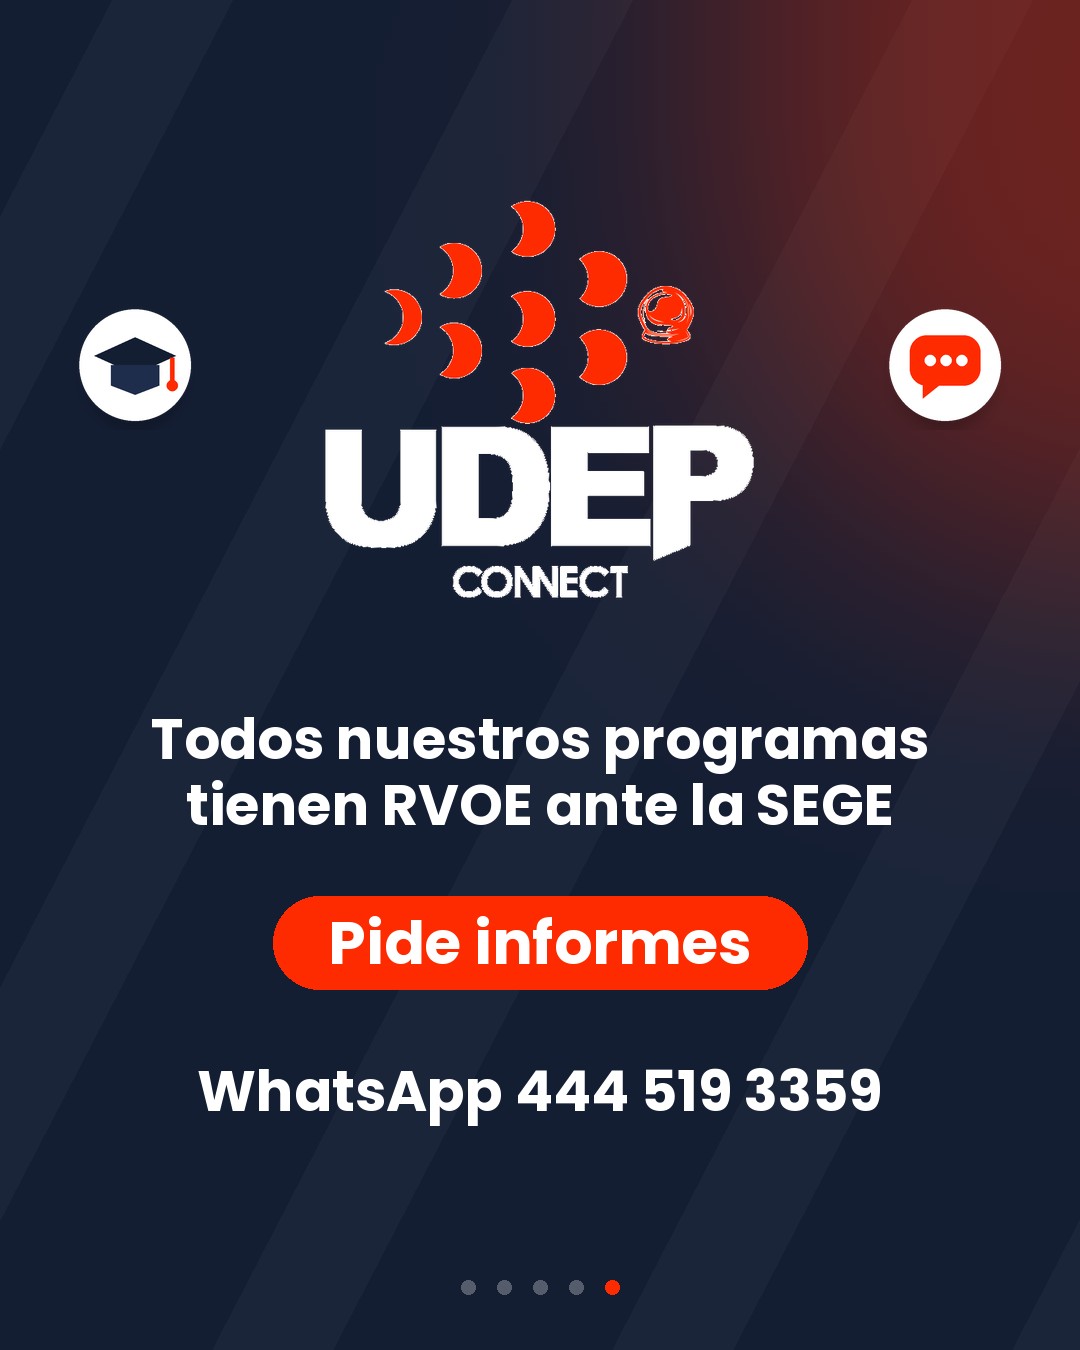 UDEP
CONNECT
Todos nuestros programas
tienen RVOE ante la SEGE
Pide informes
WhatsApp 444 519 3359